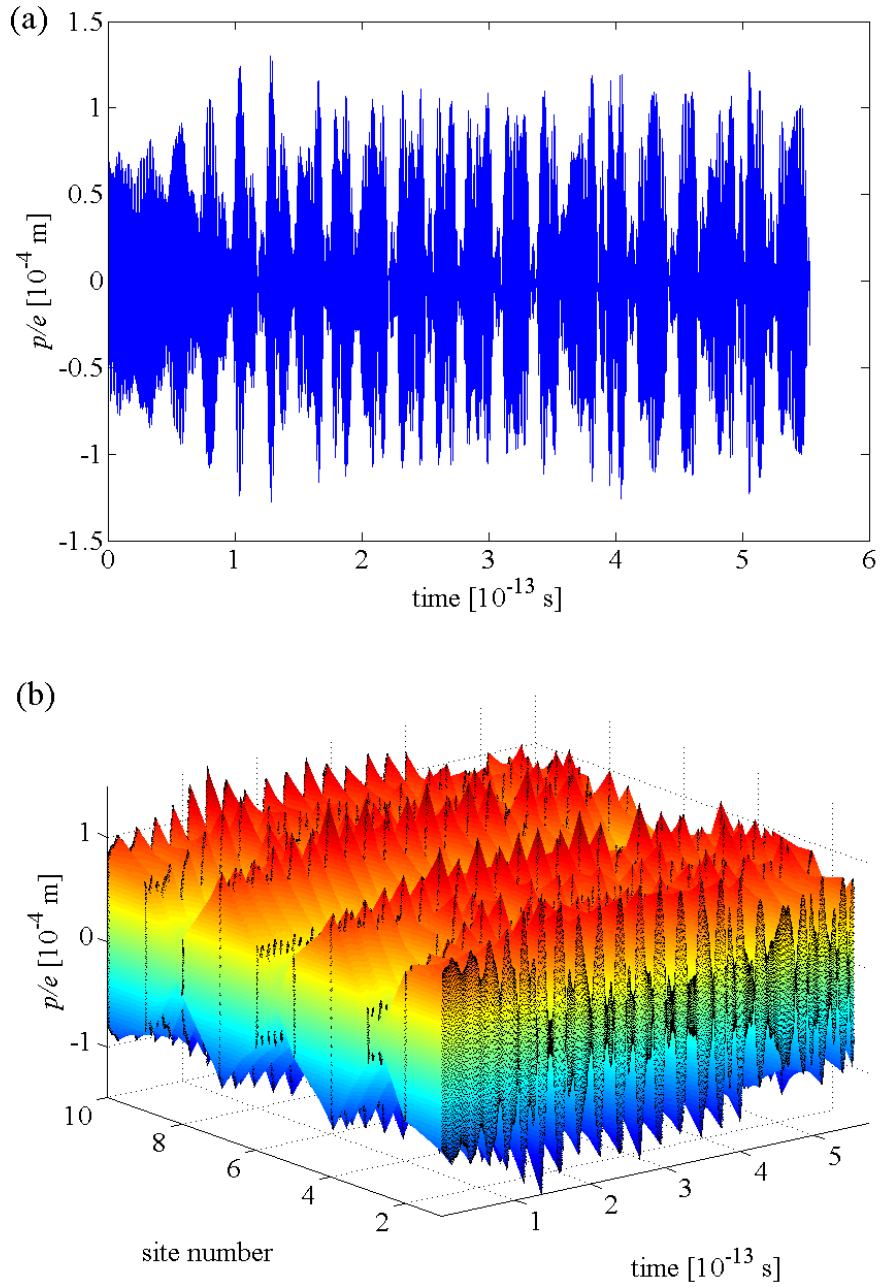 (a)
1.5
1
0.5
0
-0.5
-1
-1.5
p/e [10⁻⁴ m]
0 1 2 3 4 5 6
time [10⁻¹³ s]
(b)
1
0
-1
p/e [10⁻⁴ m]
10 8 6 4 2
site number
1 2 3 4 5
time [10⁻¹³ s]